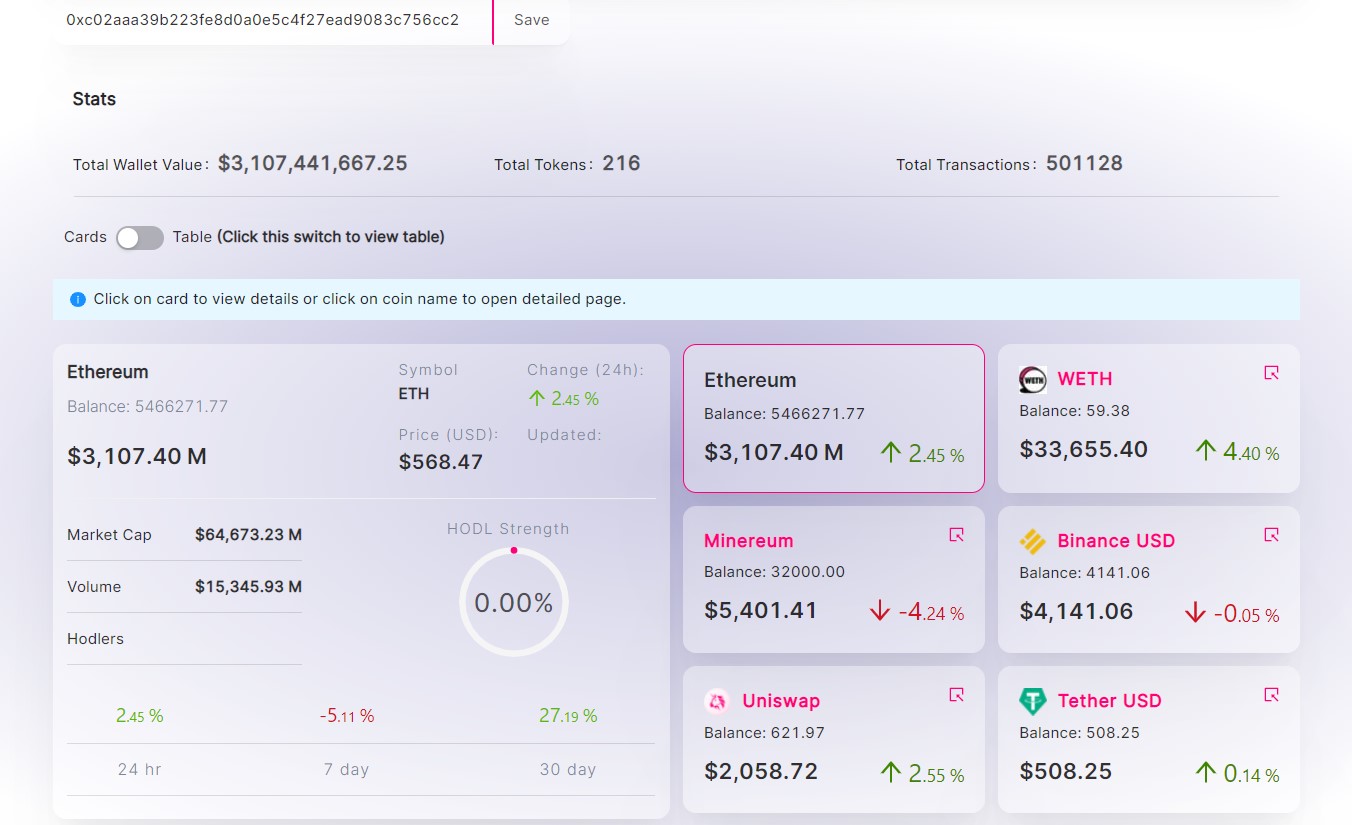 0xc02aaa39b223fe8d0a0e5c4f27ead9083c756cc2 Save
Stats
Total Wallet Value: $3,107,441,667.25 Total Tokens: 216 Total Transactions: 501128
Cards Table (Click this switch to view table)
Click on card to view details or click on coin name to open detailed page.
Ethereum
Balance: 5466271.77
$3,107.40 M
Symbol
ETH
Change (24h):
2.45 %
Price (USD):
$568.47
Updated:
Market Cap $64,673.23 M
Volume $15,345.93 M
Hodlers
HODL Strength
0.00%
2.45 % -5.11 % 27.19 %
24 hr 7 day 30 day
Ethereum
Balance: 5466271.77
$3,107.40 M 2.45 %
WETH
WETH
Balance: 59.38
$33,655.40 4.40 %
Minereum
Balance: 32000.00
$5,401.41 -4.24 %
Binance USD
Balance: 4141.06
$4,141.06 -0.05 %
Uniswap
Balance: 621.97
$2,058.72 2.55 %
Tether USD
Balance: 508.25
$508.25 0.14 %